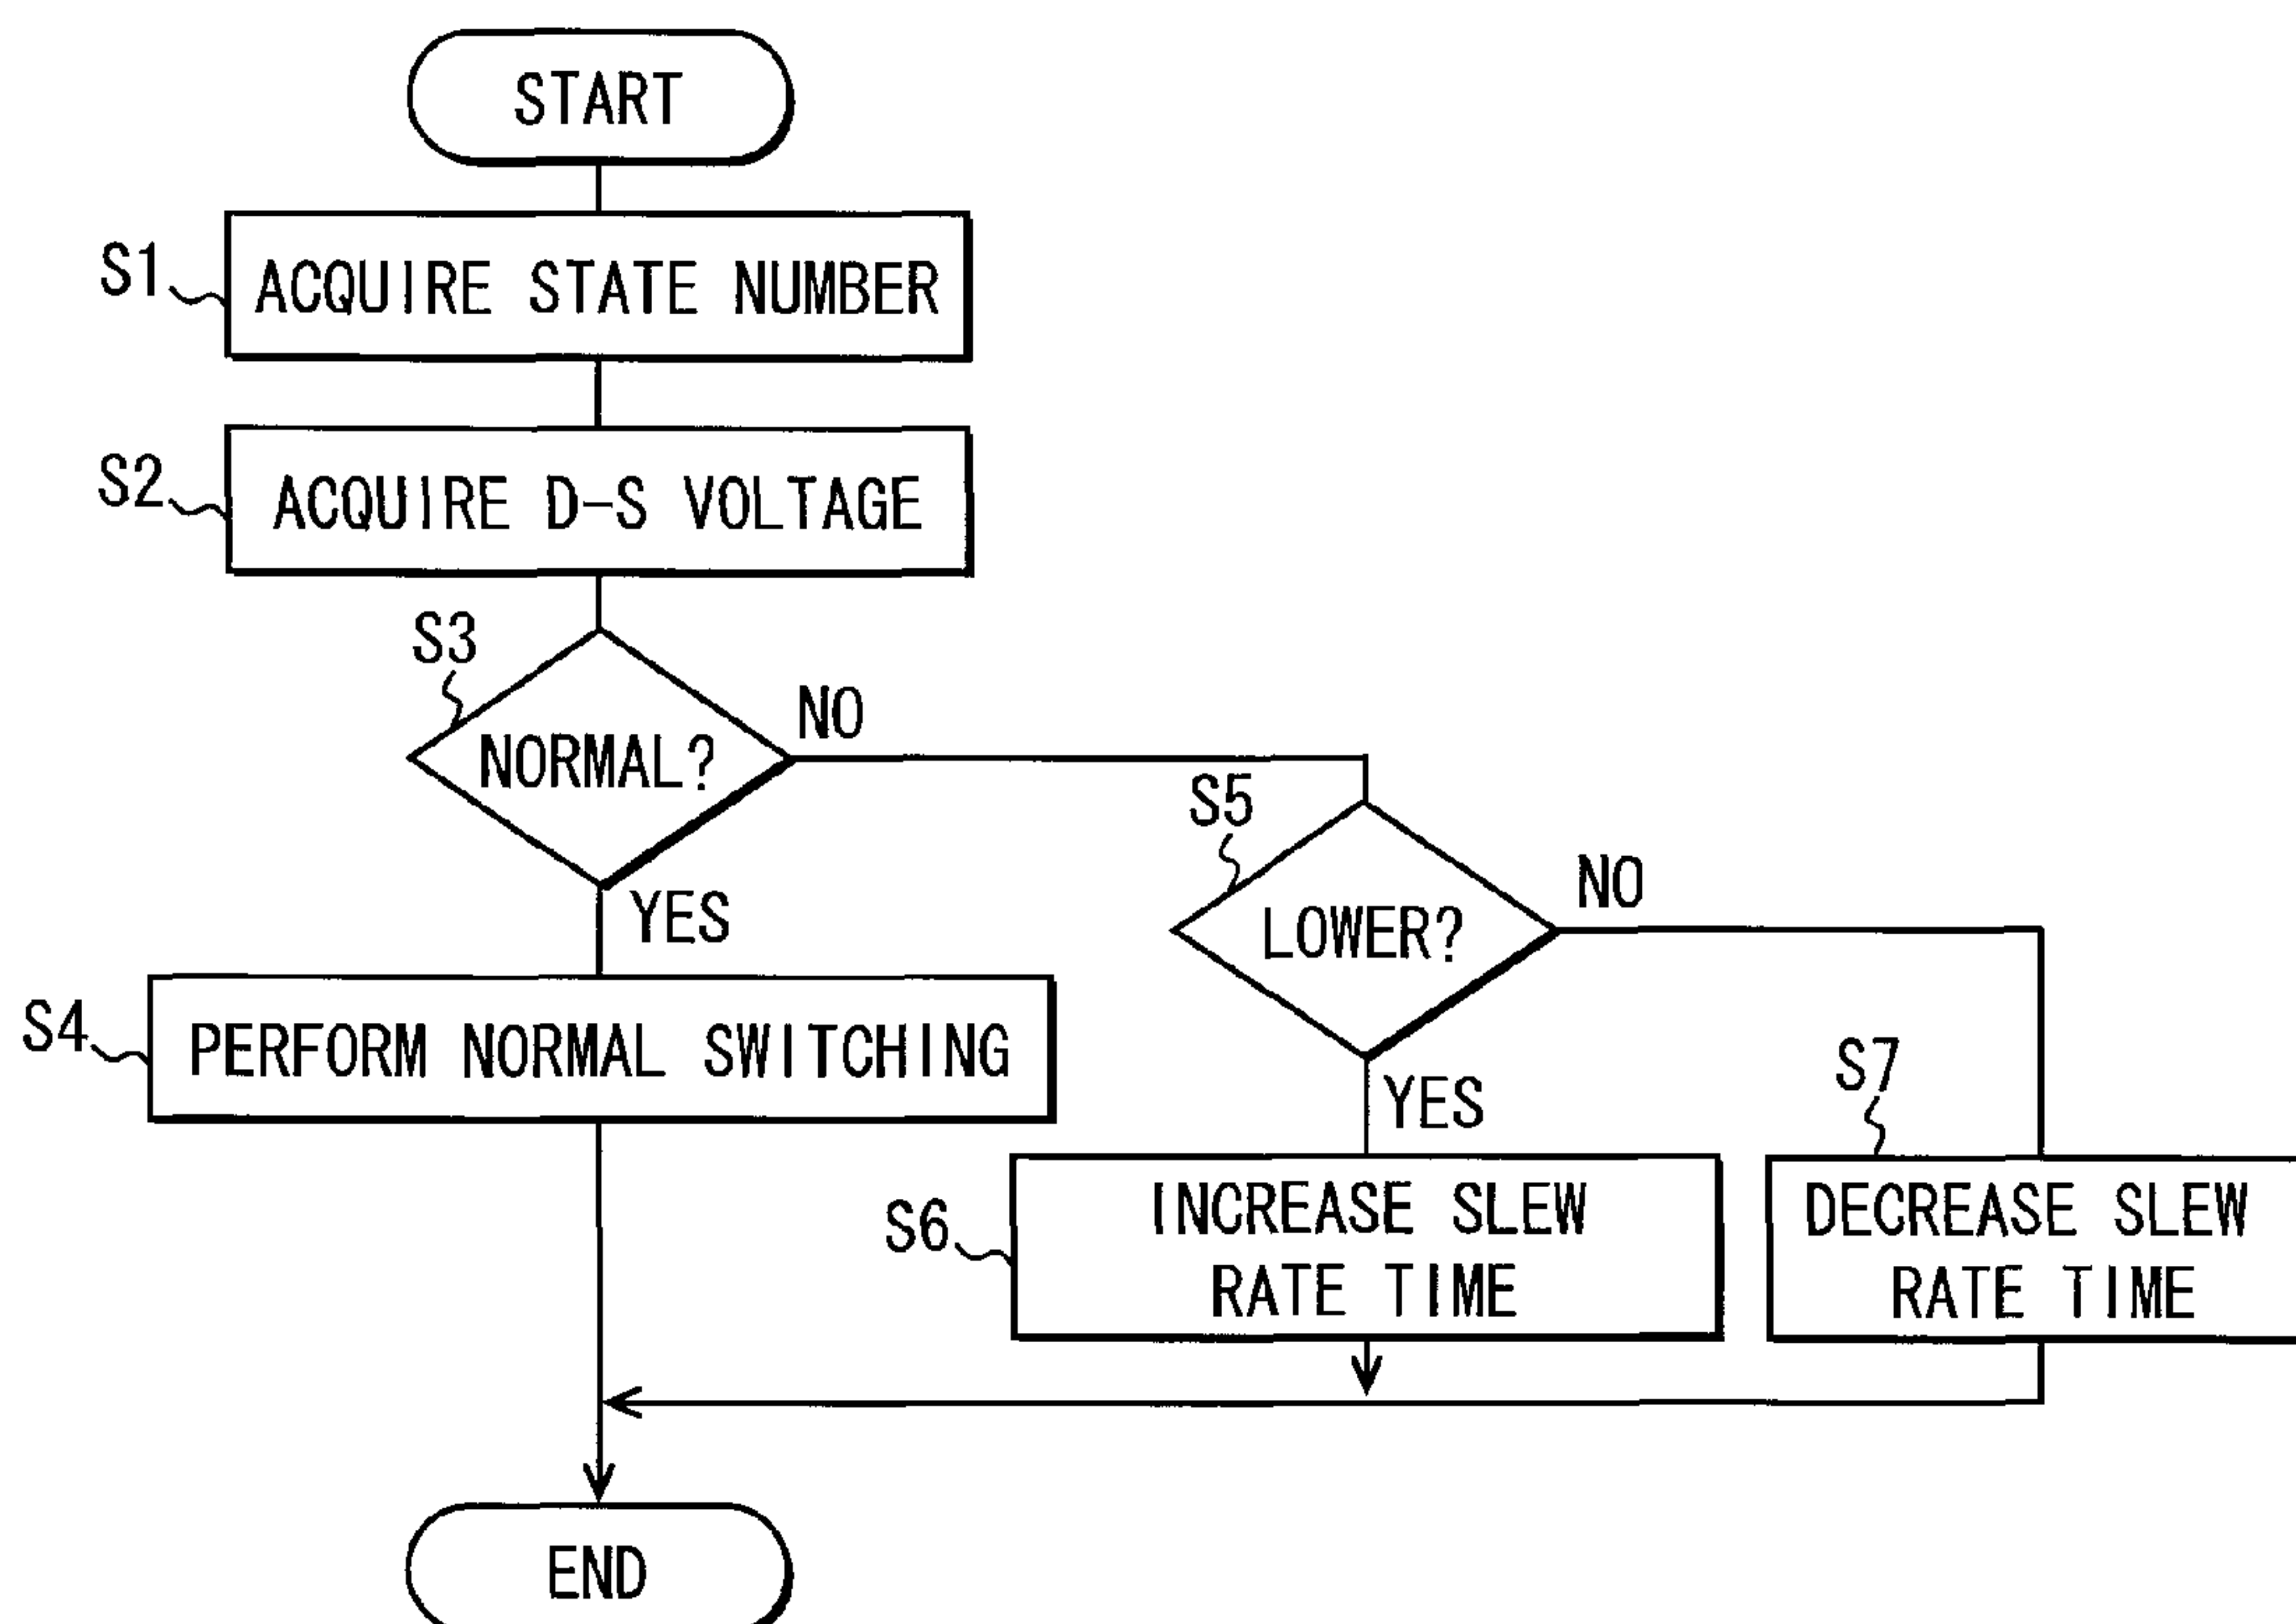 START
S1
ACQUIRE STATE NUMBER
S2
ACQUIRE D-S VOLTAGE
S3
NORMAL?
NO
YES
S4
PERFORM NORMAL SWITCHING
S5
LOWER?
NO
YES
S6
INCREASE SLEW
RATE TIME
S7
DECREASE SLEW
RATE TIME
END